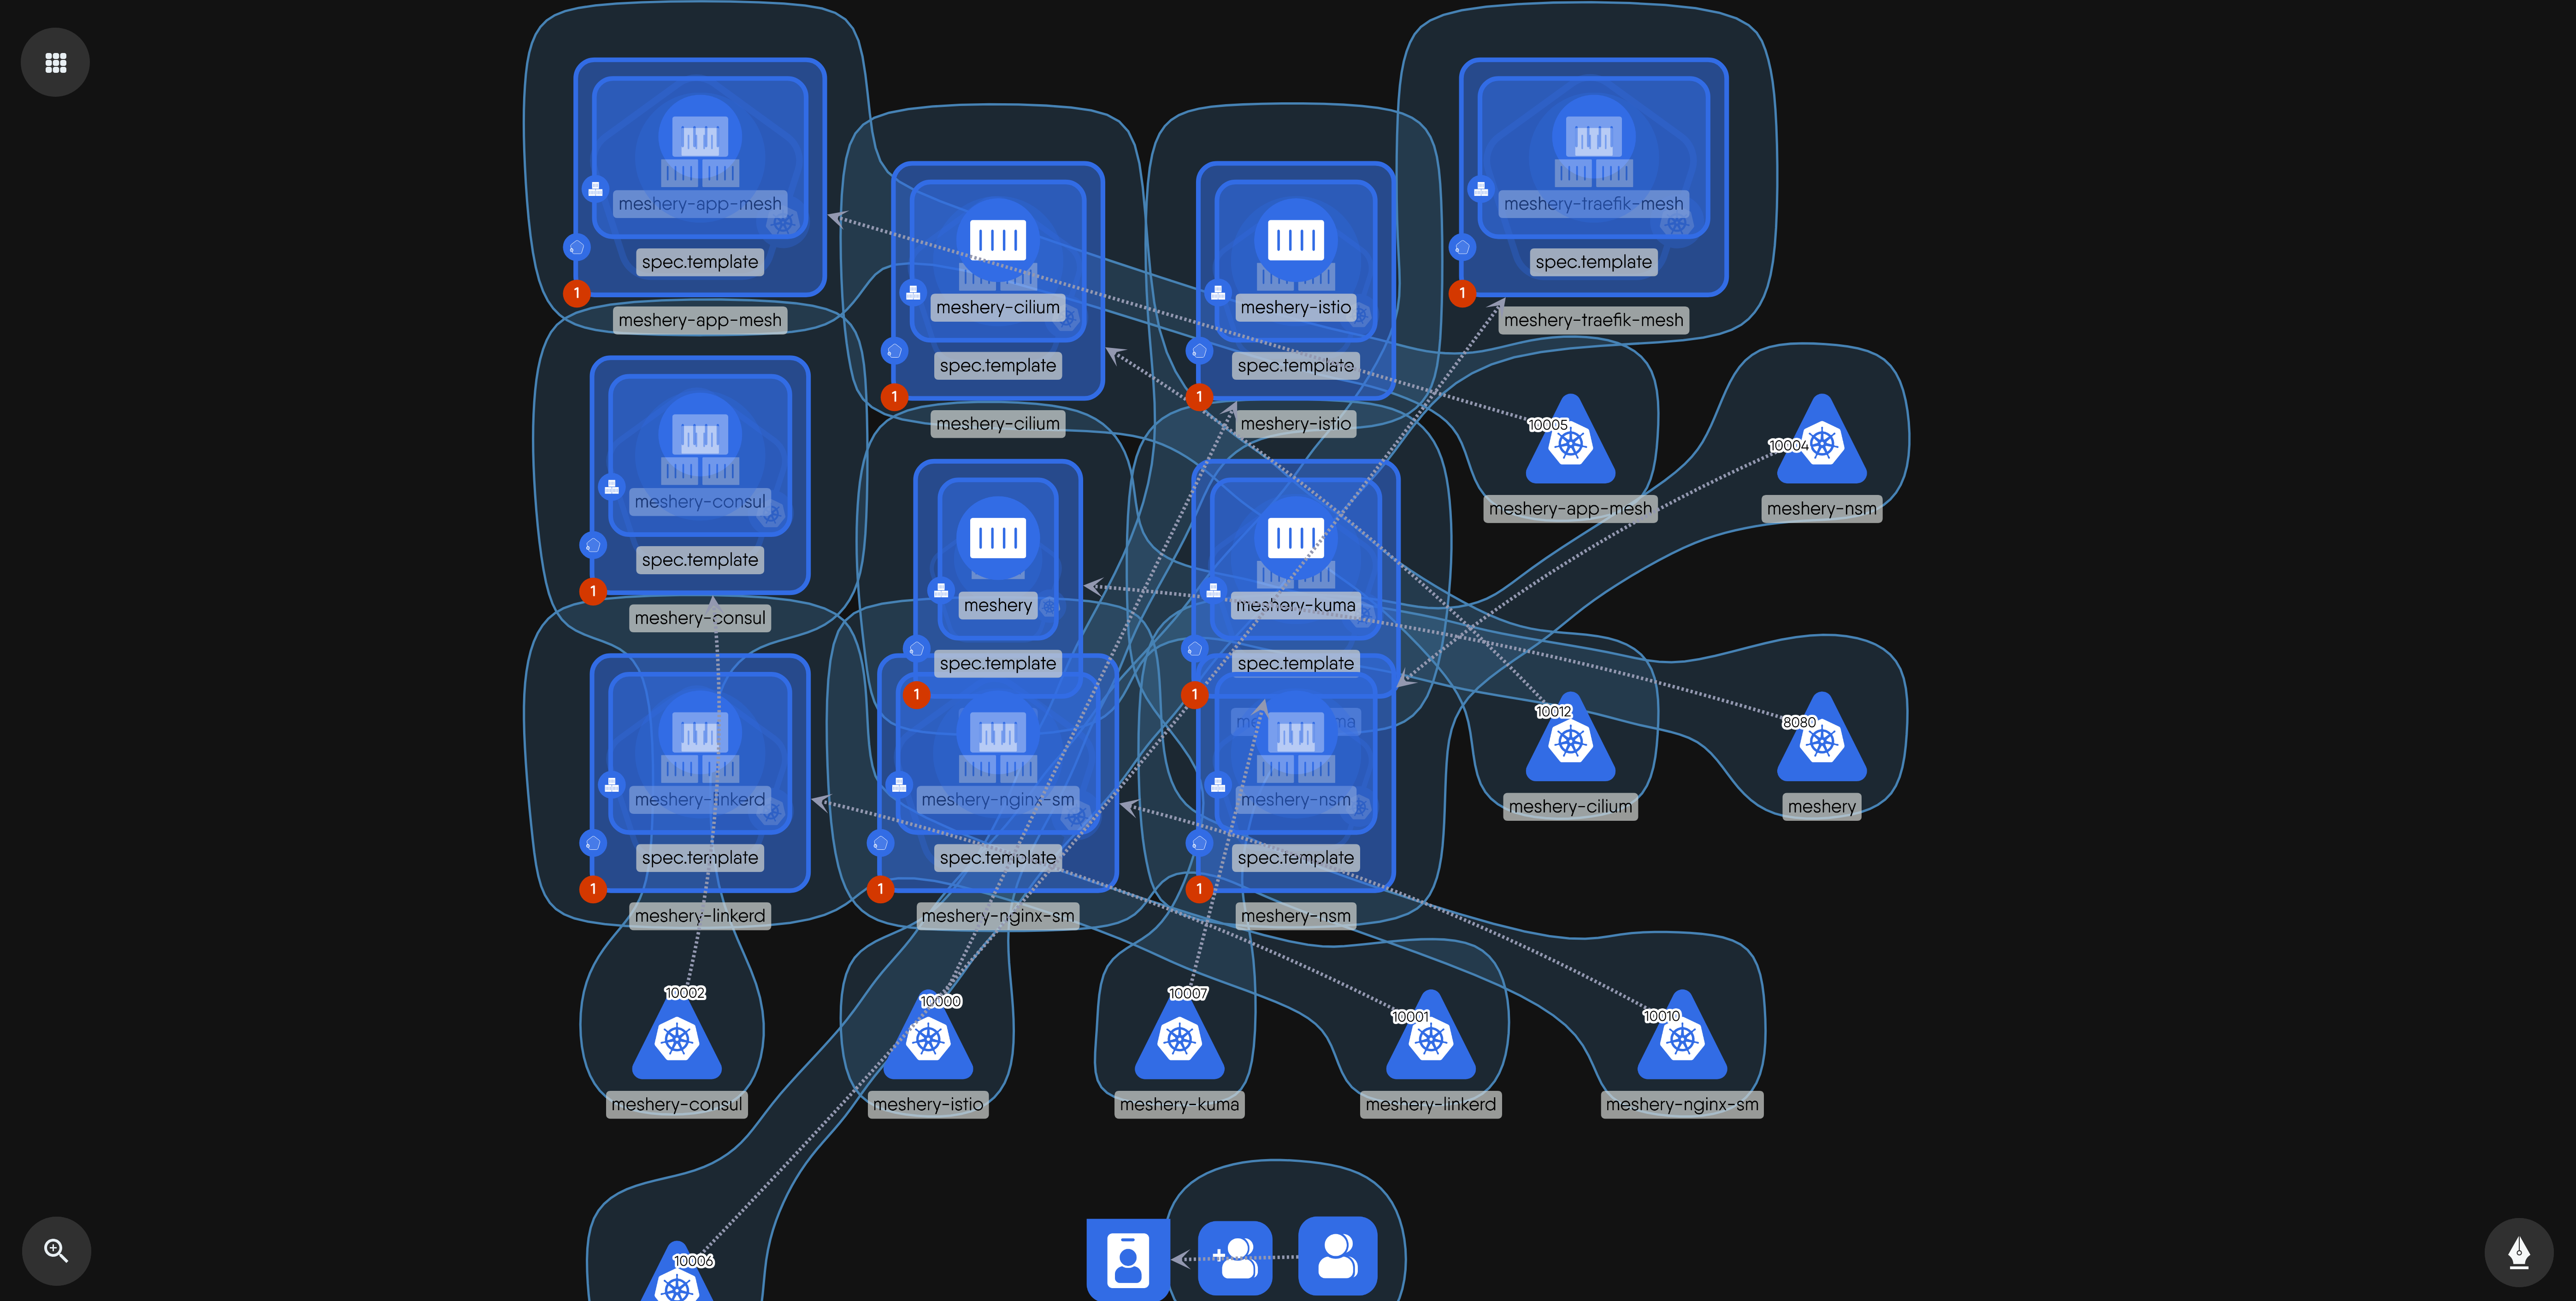 meshery-app-mesh
spec.template
1
meshery-app-mesh
meshery-traefik-mesh
spec.template
1
meshery-traefik-mesh
meshery-cilium
spec.template
1
meshery-cilium
meshery-istio
spec.template
1
meshery-istio
10005
meshery-app-mesh
10004
meshery-nsm
meshery-consul
spec.template
1
meshery-consul
meshery
spec.template
1
meshery-kuma
spec.template
1
10012
meshery-cilium
8080
meshery
meshery-linkerd
spec.template
1
meshery-linkerd
meshery-nginx-sm
spec.template
1
meshery-nginx-sm
meshery-nsm
spec.template
1
meshery-nsm
10002
meshery-consul
10000
meshery-istio
10007
meshery-kuma
10001
meshery-linkerd
10010
meshery-nginx-sm
10006